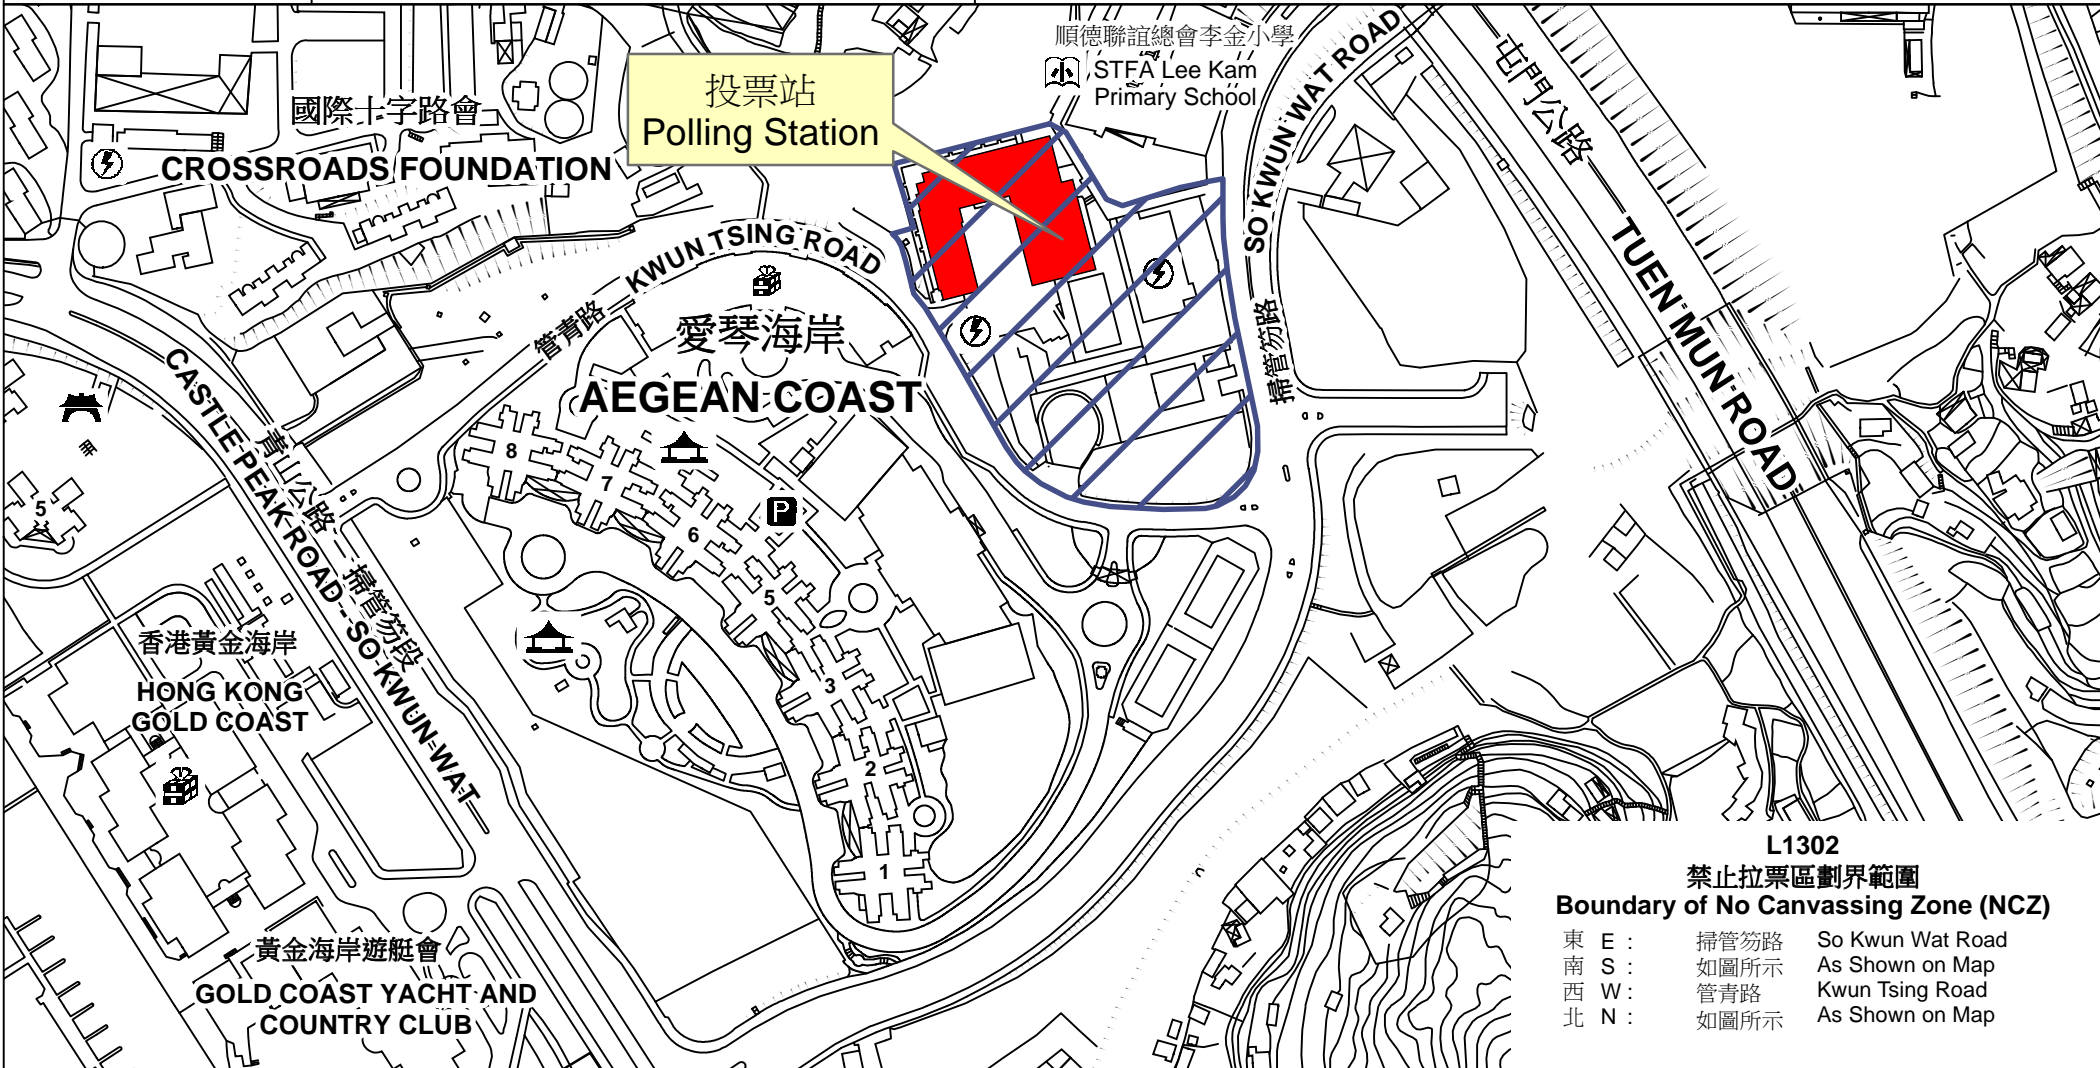 順德聯誼總會李金小學
STFA Lee Kam
Primary School
投票站
Polling Station
國際十字路會
CROSSROADS FOUNDATION
SO KWUN WAT ROAD
掃管笏路
屯門公路
TUEN MUN ROAD
管青路
KWUN TSING ROAD
愛琴海岸
AEGEAN COAST
P
8
7
6
5
3
2
1
5
青山公路－掃管笏段
CASTLE PEAK ROAD - SO KWUN WAT
香港黃金海岸
HONG KONG
GOLD COAST
黃金海岸遊艇會
GOLD COAST YACHT AND
COUNTRY CLUB
L1302
禁止拉票區劃界範圍
Boundary of No Canvassing Zone (NCZ)
東 E : 掃管笏路 So Kwun Wat Road
南 S : 如圖所示 As Shown on Map
西 W : 管青路 Kwun Tsing Road
北 N : 如圖所示 As Shown on Map